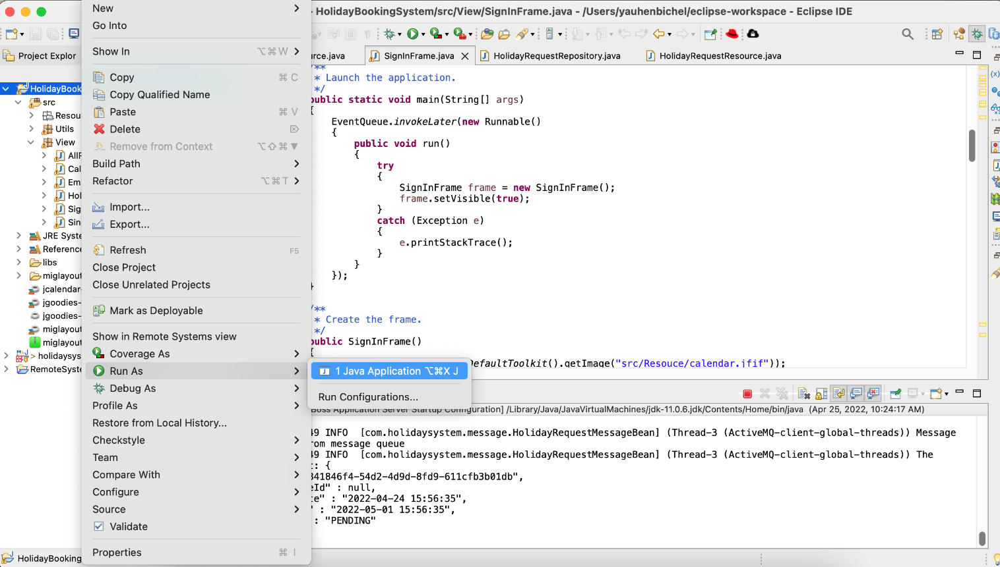 - HolidayBookingSystem/src/View/SignInFrame.java - /Users/yauhenbichel/eclipse-workspace - Eclipse IDE
Project Explor
rce.java
SignInFrame.java
HolidayRequestRepository.java
HolidayRequestResource.java
HolidayBook
src
Resou
Utils
View
AllF
Cal
Em
Hol
Sig
Sin
JRE Syste
Reference
libs
miglayout
jcalendar-
jgoodies-
jgoodies-
miglayout
miglayout
> holidaysys
RemoteSyste
HolidayBooking
New
Go Into
Show In ⌥⌘W
Copy ⌘ C
Copy Qualified Name
Paste ⌘ V
Delete ⌦
Remove from Context ⌥⇧⌘▼
Build Path
Refactor ⌥⌘T
Import...
Export...
Refresh F5
Close Project
Close Unrelated Projects
Mark as Deployable
Show in Remote Systems view
Coverage As
Run As
Debug As
Profile As
Restore from Local History...
Checkstyle
Team
Compare With
Configure
Source
Validate
Properties ⌘ I
1 Java Application ⌥⌘X J
Run Configurations...
/**
* Launch the application.
*/
public static void main(String[] args)
{
EventQueue.invokeLater(new Runnable()
{
public void run()
{
try
{
SignInFrame frame = new SignInFrame();
frame.setVisible(true);
}
catch (Exception e)
{
e.printStackTrace();
}
}
});
}
/**
* Create the frame.
*/
public SignInFrame()
{
DefaultToolkit().getImage("src/Resouce/calendar.jfif"));
Boss Application Server Startup Configuration] /Library/Java/JavaVirtualMachines/jdk-11.0.6.jdk/Contents/Home/bin/java (Apr 25, 2022, 10:24:17 AM)
49 INFO [com.holidaysystem.message.HolidayRequestMessageBean] (Thread-3 (ActiveMQ-client-global-threads)) Message
rom message queue
49 INFO [com.holidaysystem.message.HolidayRequestMessageBean] (Thread-3 (ActiveMQ-client-global-threads)) The
t: {
841846f4-54d2-4d9d-8fd9-611cfb3b01db",
eId" : null,
te" : "2022-04-24 15:56:35",
" : "2022-05-01 15:56:35",
: "PENDING"